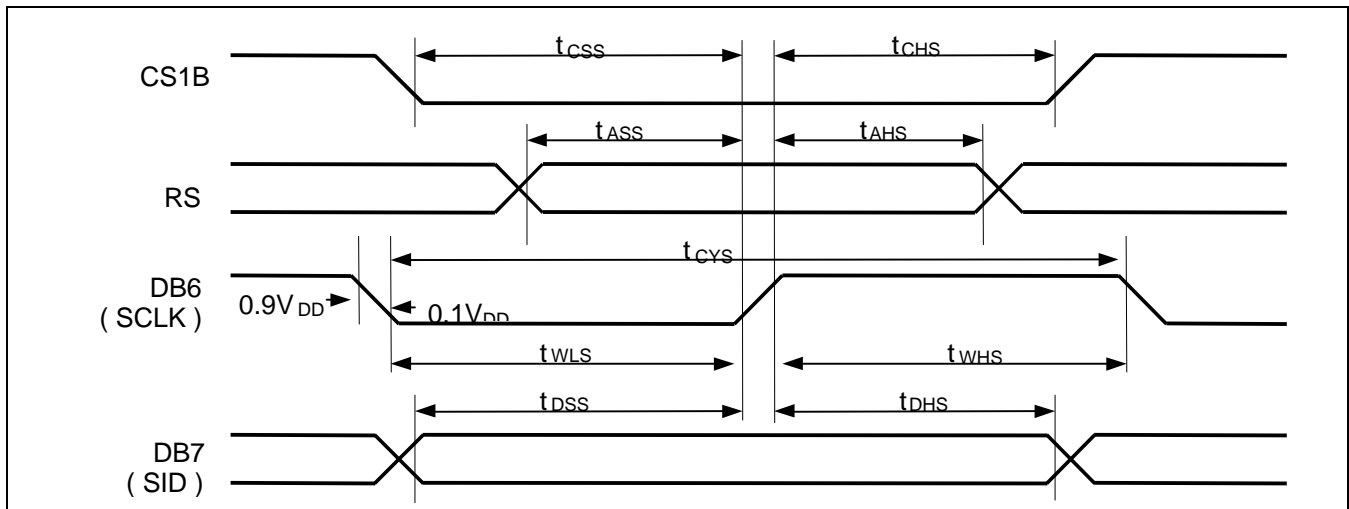 tCSS tCHS
CS1B
tASS tAHS
RS
tCYS
DB6
( SCLK )
0.9VDD 0.1VDD
tWLS tWHS
tDSS tDHS
DB7
( SID )